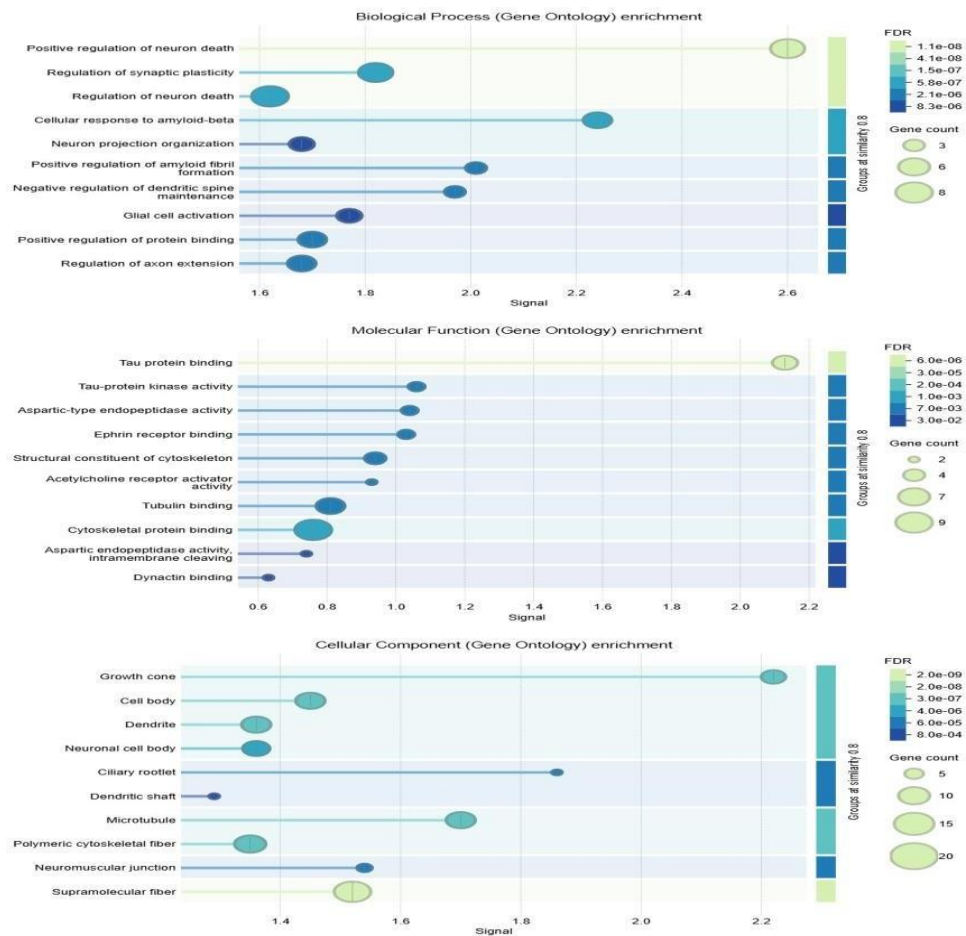 Biological Process (Gene Ontology) enrichment
Positive regulation of neuron death
Regulation of synaptic plasticity
Regulation of neuron death
Cellular response to amyloid-beta
Neuron projection organization
Positive regulation of amyloid fibril
formation
Negative regulation of dendritic spine
maintenance
Glial cell activation
Positive regulation of protein binding
Regulation of axon extension
1.6 1.8 2.0 2.2 2.4 2.6
Signal
Groups at similarity 0.8
FDR
1.1e-08
4.1e-08
1.5e-07
5.8e-07
2.1e-06
8.3e-06
Gene count
3
6
8
Molecular Function (Gene Ontology) enrichment
Tau protein binding
Tau-protein kinase activity
Aspartic-type endopeptidase activity
Ephrin receptor binding
Structural constituent of cytoskeleton
Acetylcholine receptor activator
activity
Tubulin binding
Cytoskeletal protein binding
Aspartic endopeptidase activity,
intramembrane cleaving
Dynactin binding
0.6 0.8 1.0 1.2 1.4 1.6 1.8 2.0 2.2
Signal
Groups at similarity 0.8
FDR
6.0e-06
3.0e-05
2.0e-04
1.0e-03
7.0e-03
3.0e-02
Gene count
2
4
7
9
Cellular Component (Gene Ontology) enrichment
Growth cone
Cell body
Dendrite
Neuronal cell body
Ciliary rootlet
Dendritic shaft
Microtubule
Polymeric cytoskeletal fiber
Neuromuscular junction
Supramolecular fiber
1.4 1.6 1.8 2.0 2.2
Signal
Groups at similarity 0.8
FDR
2.0e-09
2.0e-08
3.0e-07
4.0e-06
6.0e-05
8.0e-04
Gene count
5
10
15
20